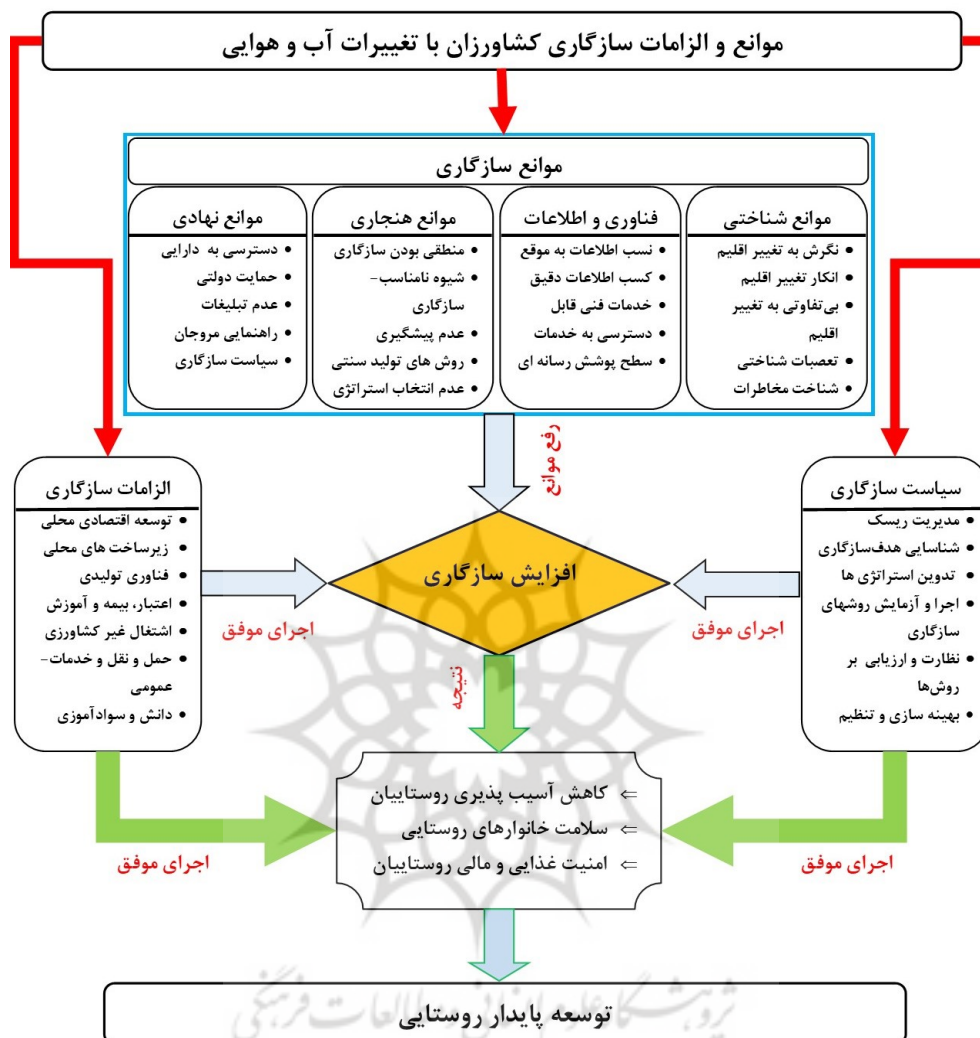 موانع و الزامات سازگاری کشاورزان با تغییرات آب و هوایی
موانع سازگاری
موانع شناختی
• نگرش به تغییر اقلیم
• انکار تغییر اقلیم
• بی‌تفاوتی به تغییر
اقلیم
• تعصبات شناختی
• شناخت مخاطرات
فناوری و اطلاعات
• نسب اطلاعات به موقع
• کسب اطلاعات دقیق
• خدمات فنی قابل
• دسترسی به خدمات
• سطح پوشش رسانه ای
موانع هنجاری
• منطقی بودن سازگاری
• شیوه نامناسب-
سازگاری
• عدم پیشگیری
• روش های تولید سنتی
• عدم انتخاب استراتژی
موانع نهادی
• دسترسی به دارایی
• حمایت دولتی
• عدم تبلیغات
• راهنمایی مروجان
• سیاست سازگاری
رفع موانع
سیاست سازگاری
• مدیریت ریسک
• شناسایی هدف‌سازگاری
• تدوین استراتژی ها
• اجرا و آزمایش روشهای
سازگاری
• نظارت و ارزیابی بر
روش‌ها
• بهینه سازی و تنظیم
اجرای موفق
افزایش سازگاری
اجرای موفق
الزامات سازگاری
• توسعه اقتصادی محلی
• زیرساخت های محلی
• فناوری تولیدی
• اعتبار، بیمه و آموزش
• اشتغال غیر کشاورزی
• حمل و نقل و خدمات-
عمومی
• دانش و سوادآموزی
نتیجه
⇐ کاهش آسیب پذیری روستاییان
⇐ سلامت خانوارهای روستایی
⇐ امنیت غذایی و مالی روستاییان
اجرای موفق
اجرای موفق
پژوهشگاه علوم انسانی و مطالعات فرهنگی
توسعه پایدار روستایی